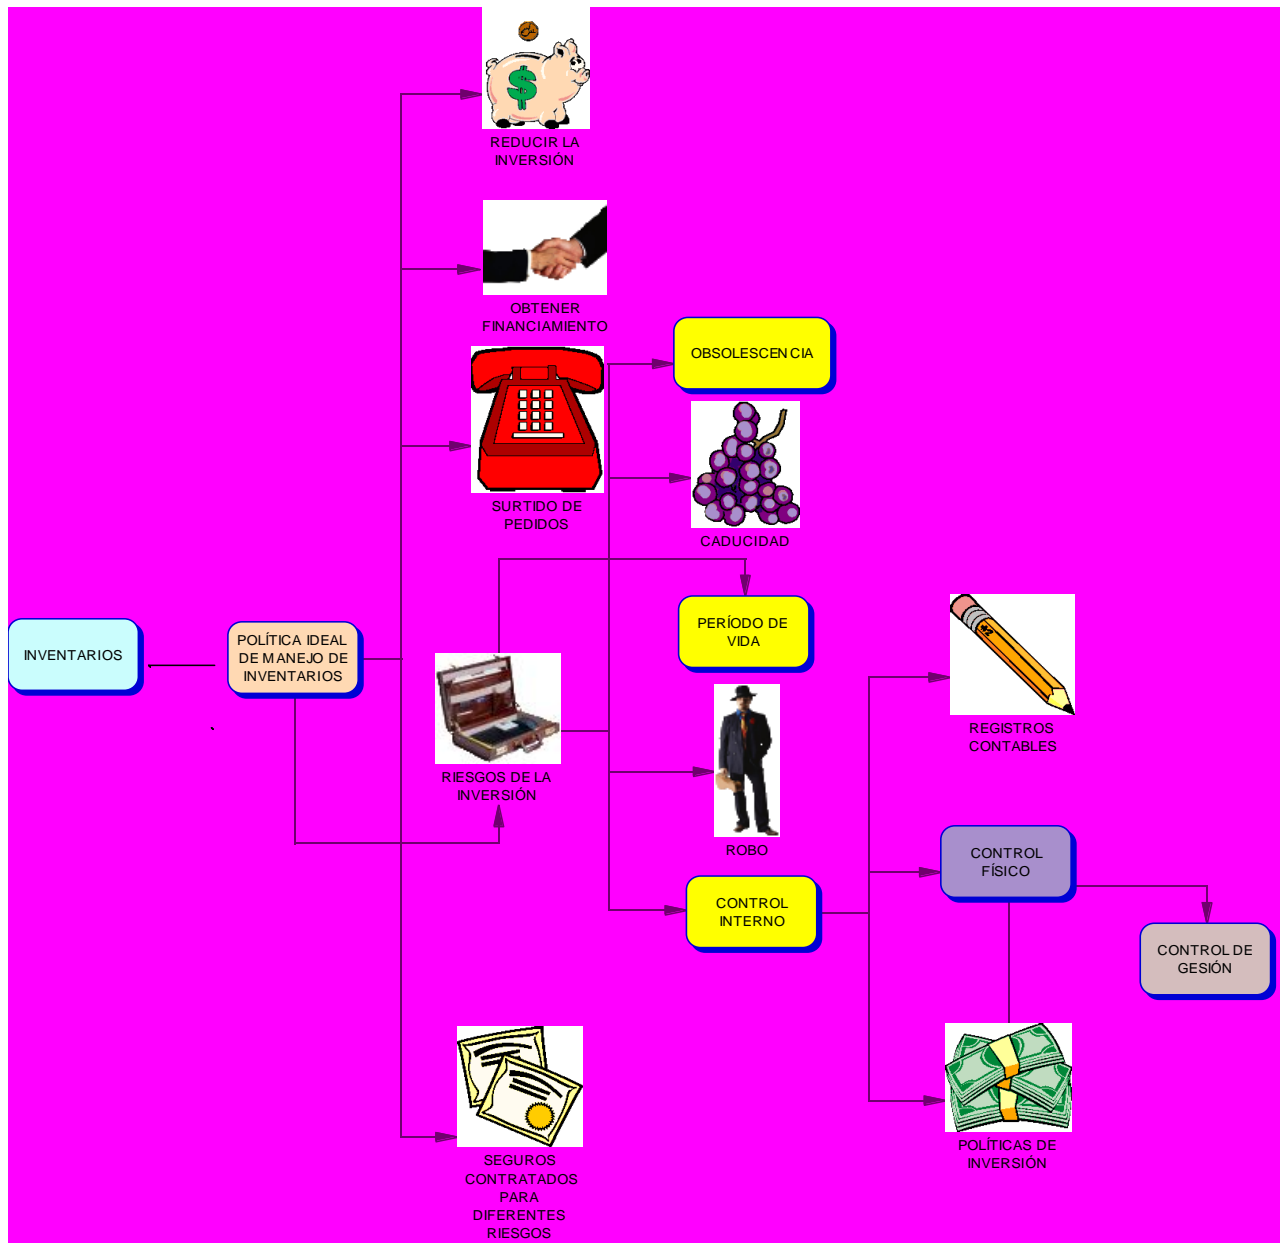 REDUCIR LA
INVERSIÓN
OBTENER
FINANCIAMIENTO
OBSOLESCENCIA
SURTIDO DE
PEDIDOS
CADUCIDAD
INVENTARIOS
POLÍTICA IDEAL
DE MANEJO DE
INVENTARIOS
PERÍODO DE
VIDA
RIESGOS DE LA
INVERSIÓN
REGISTROS
CONTABLES
ROBO
CONTROL
FÍSICO
CONTROL
INTERNO
CONTROL DE
GESIÓN
POLÍTICAS DE
INVERSIÓN
SEGUROS
CONTRATADOS
PARA
DIFERENTES
RIESGOS